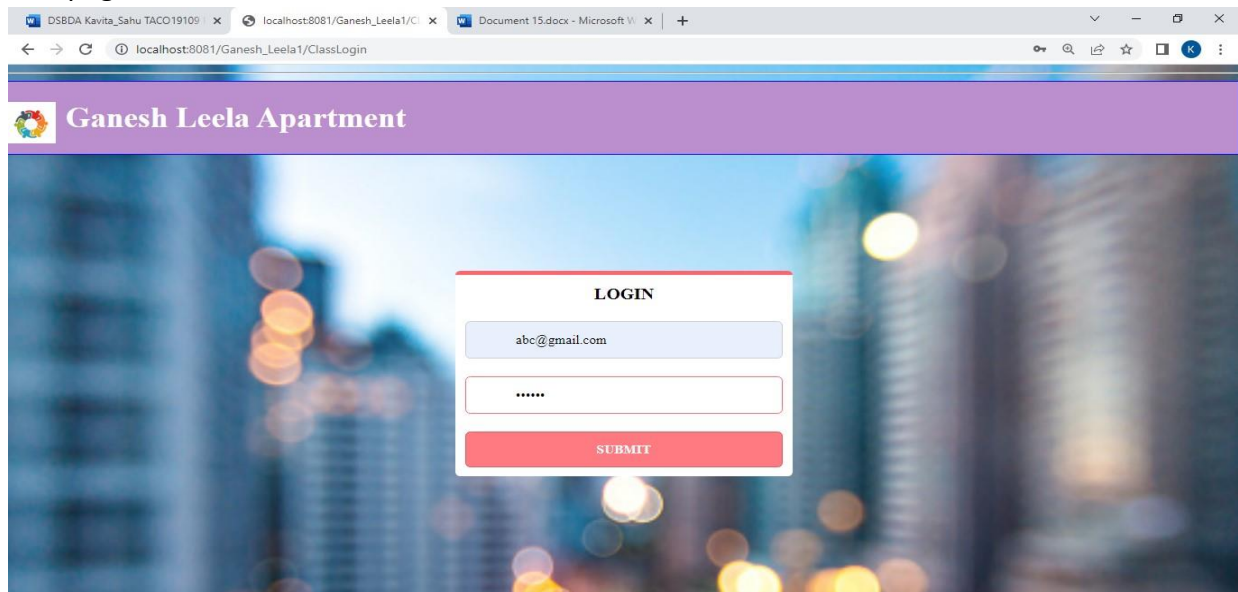 DSBDA Kavita_Sahu TACO19109
localhost:8081/Ganesh_Leela1/Cl
Document 15.docx - Microsoft W
localhost:8081/Ganesh_Leela1/ClassLogin
K
Ganesh Leela Apartment
LOGIN
abc@gmail.com
••••••
SUBMIT